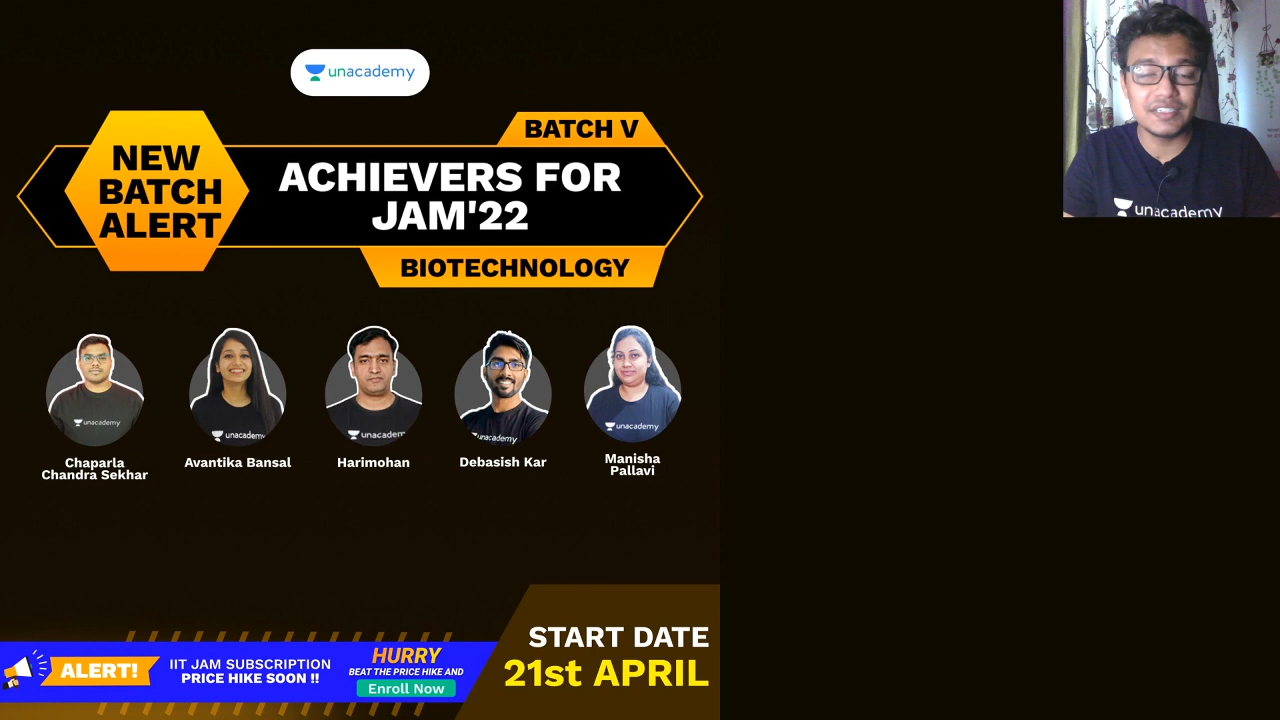 unacademy
NEW
BATCH
ALERT
BATCH V
ACHIEVERS FOR
JAM'22
BIOTECHNOLOGY
unacademy
unacademy
unacademy
unacademy
unacademy
Chaparla
Chandra Sekhar
Avantika Bansal
Harimohan
Debasish Kar
Manisha
Pallavi
ALERT!
IIT JAM SUBSCRIPTION
PRICE HIKE SOON !!
HURRY
BEAT THE PRICE HIKE AND
Enroll Now
START DATE
21st APRIL
unacademy